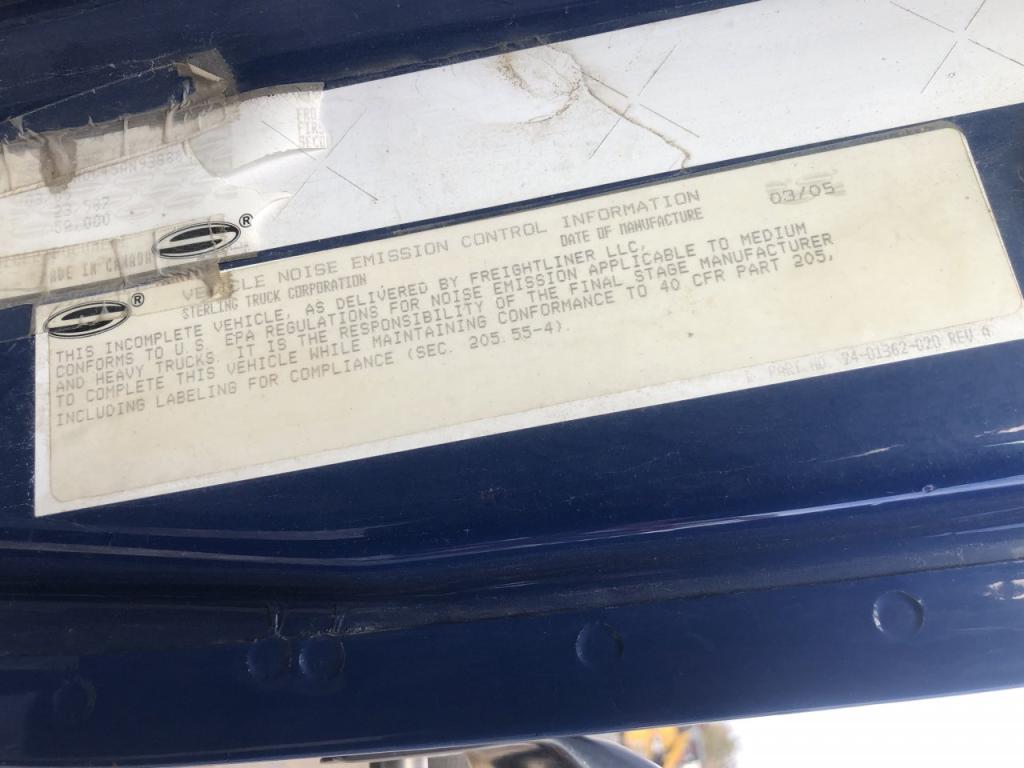 52,000
MADE IN CANADA
®
®
VEHICLE NOISE EMISSION CONTROL INFORMATION
STERLING TRUCK CORPORATION
DATE OF MANUFACTURE
03/05
THIS INCOMPLETE VEHICLE, AS DELIVERED BY FREIGHTLINER LLC,
CONFORMS TO U.S. EPA REGULATIONS FOR NOISE EMISSION APPLICABLE TO MEDIUM
AND HEAVY TRUCKS. IT IS THE RESPONSIBILITY OF THE FINAL STAGE MANUFACTURER
TO COMPLETE THIS VEHICLE WHILE MAINTAINING CONFORMANCE TO 40 CFR PART 205,
INCLUDING LABELING FOR COMPLIANCE (SEC. 205.55-4).
PART NO. 24-01362-020 REV A